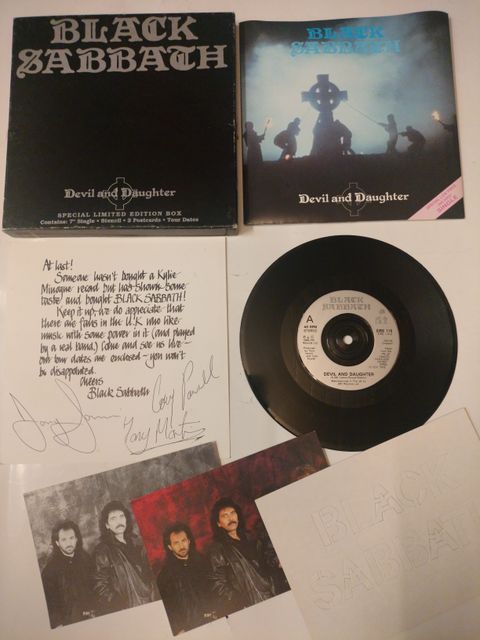 BLACK
SABBATH
Devil and Daughter
SPECIAL LIMITED EDITION BOX
Contains: 7" Single • Stencil • 2 Postcards • Tour Dates
BLACK
SABBATH
Devil and Daughter
SINGLE
At last!
Someone hasn't bought a Kylie
Minogue record but has shown some
taste and bought BLACK SABBATH!
Keep it up, we do appreciate that
there are fans in the U.K. who like
music with some power in it (and played
by a real band.) Come and see us live –
our tour dates are enclosed – you won't
be disappointed.
Cheers
Black Sabbath
Cozy Powell
Tony Martin
BLACK
SABBATH
A
45 RPM
STEREO
DEVIL AND DAUGHTER
BLACK
SABBATH